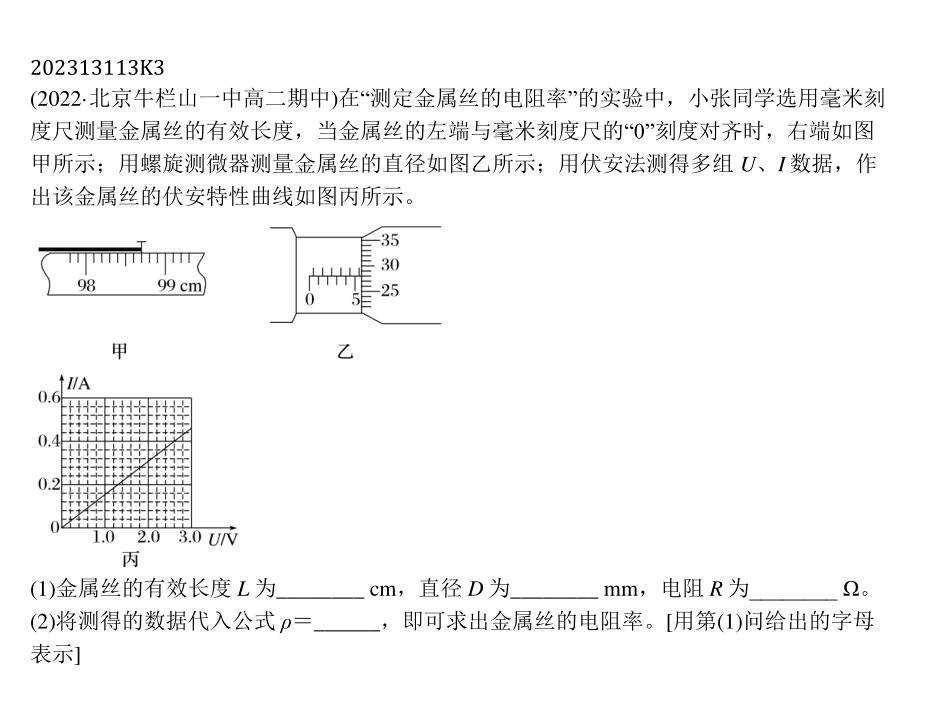 202313113K3
(2022·北京牛栏山一中高二期中)在“测定金属丝的电阻率”的实验中，小张同学选用毫米刻
度尺测量金属丝的有效长度，当金属丝的左端与毫米刻度尺的“0”刻度对齐时，右端如图
甲所示；用螺旋测微器测量金属丝的直径如图乙所示；用伏安法测得多组 U、I 数据，作
出该金属丝的伏安特性曲线如图丙所示。
98 99 cm
甲
35
30
25
0 5
乙
I/A
0.6
0.4
0.2
0
1.0 2.0 3.0 U/V
丙
(1)金属丝的有效长度 L 为________ cm，直径 D 为________ mm，电阻 R 为________ Ω。
(2)将测得的数据代入公式 ρ＝______，即可求出金属丝的电阻率。[用第(1)问给出的字母
表示]